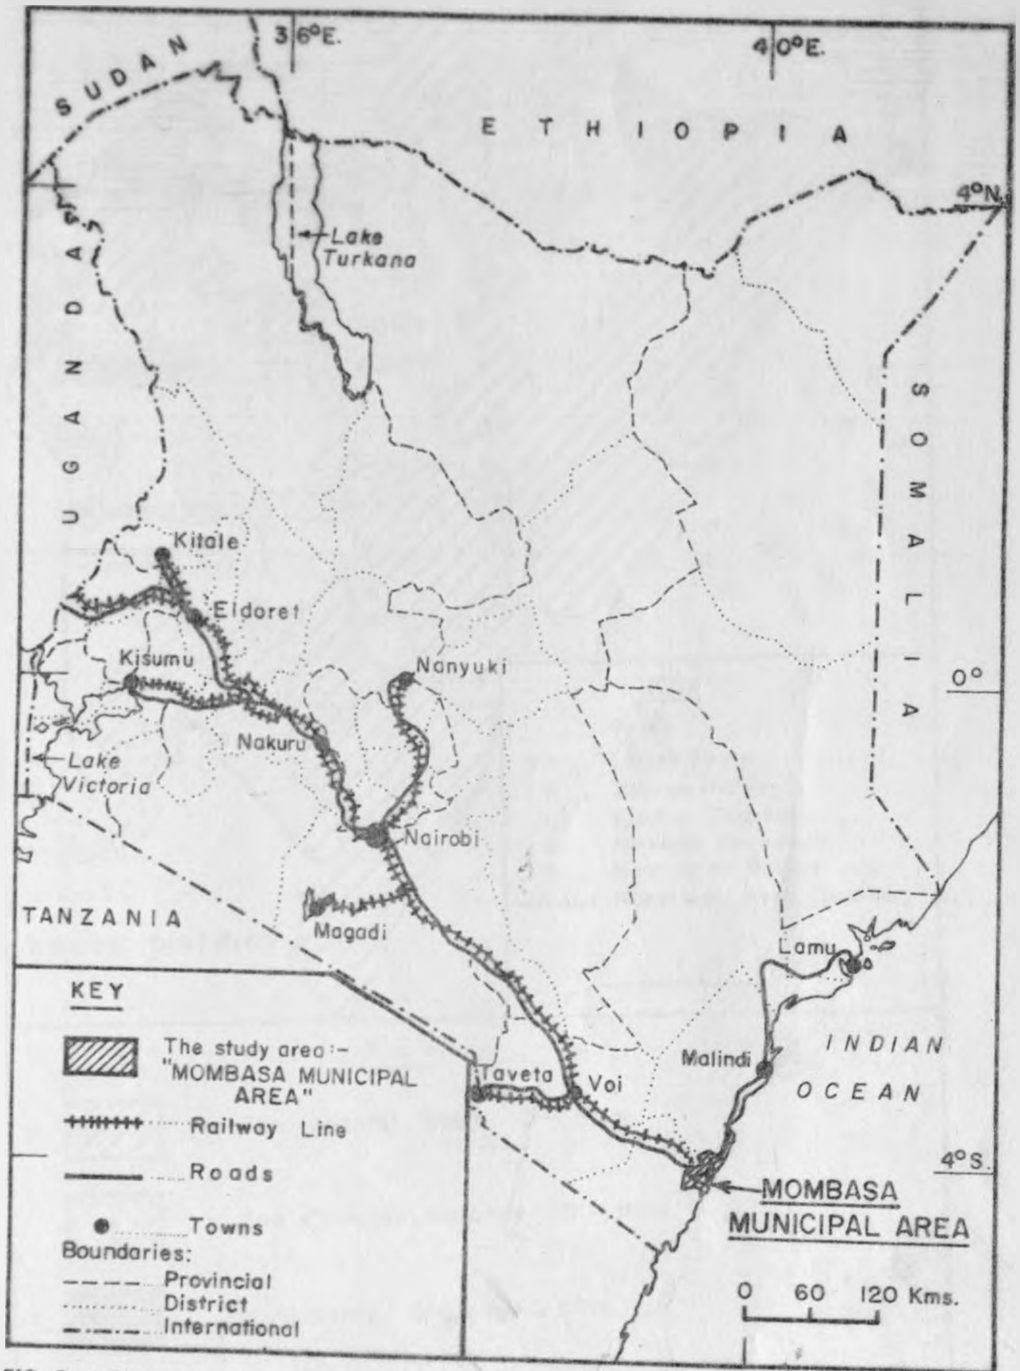 36°E.
40°E.
SUDAN
ETHIOPIA
4°N.
Lake
Turkana
UGANDA
SOMALIA
Kitale
Eldoret
Kisumu
Nanyuki
0°
Nakuru
Lake
Victoria
Nairobi
TANZANIA
Magadi
Lamu
KEY
The study area:-
"MOMBASA MUNICIPAL
AREA"
Railway Line
Roads
Towns
Boundaries:
Provincial
District
International
Taveta
Voi
Malindi
INDIAN
OCEAN
4°S.
MOMBASA
MUNICIPAL AREA
0 60 120 Kms.